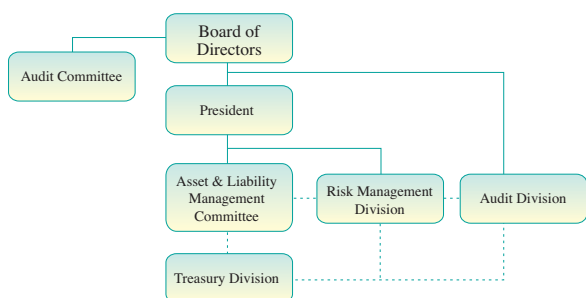 Board of
Directors
Audit Committee
President
Asset & Liability
Management
Committee
Risk Management
Division
Audit Division
Treasury Division